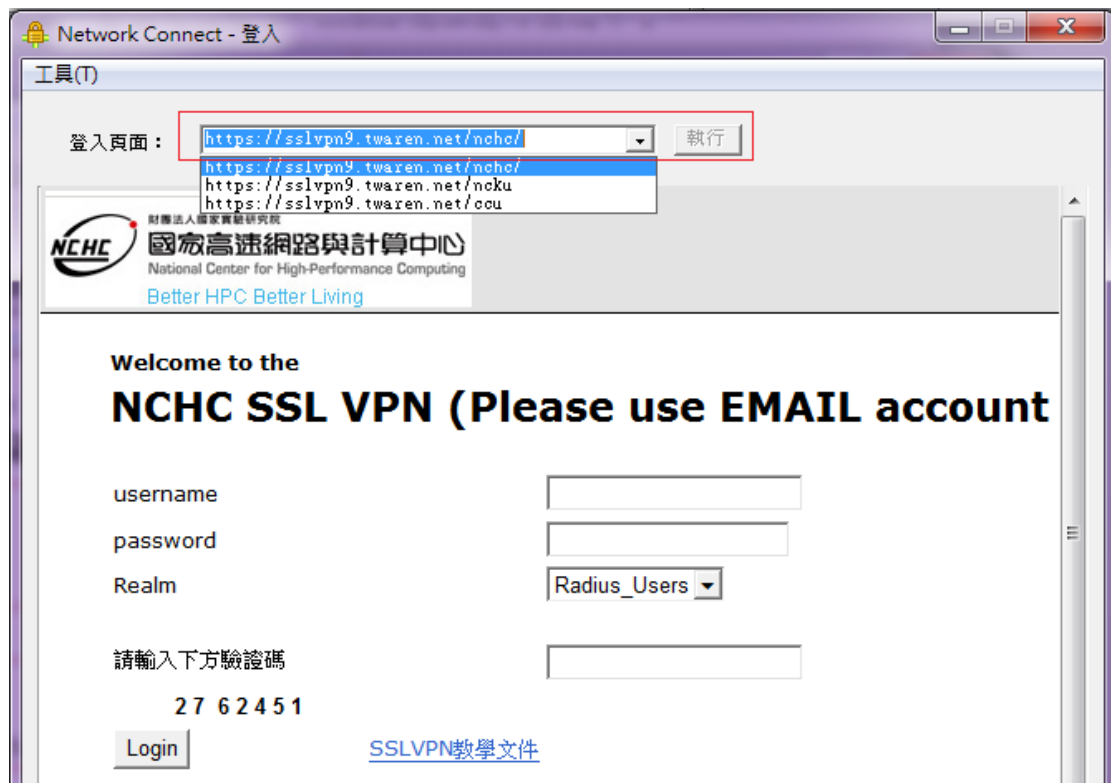 Network Connect - 登入
工具(T)
登入頁面：
https://sslvpn9.twaren.net/nchc/
執行
https://sslvpn9.twaren.net/nchc/
https://sslvpn9.twaren.net/ncku
https://sslvpn9.twaren.net/ccu
財團法人國家實驗研究院
NCHC
國家高速網路與計算中心
National Center for High-Performance Computing
Better HPC Better Living
Welcome to the
NCHC SSL VPN (Please use EMAIL account
username
password
Realm
Radius_Users
請輸入下方驗證碼
27 62451
Login
SSLVPN教學文件